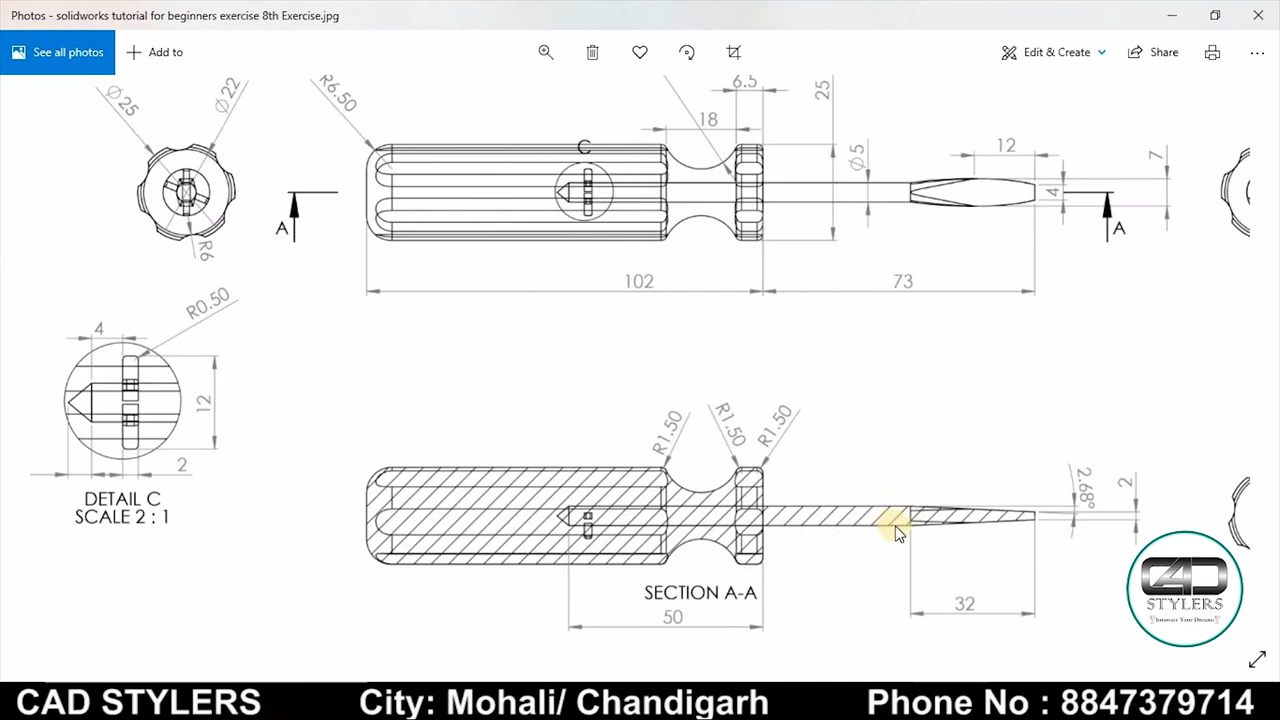 Photos - solidworks tutorial for beginners exercise 8th Exercise.jpg
See all photos
Add to
Edit & Create
Share
Ø25
Ø22
R6.50
6.5
25
18
C
Ø5
12
7
4
A
A
R6
102
73
R0.50
4
12
2
DETAIL C
SCALE 2 : 1
R1.50
R1.50
R1.50
2.68°
2
SECTION A-A
50
32
CAD
STYLERS
Innovate Your Dreams
CAD STYLERS
City: Mohali/ Chandigarh
Phone No : 8847379714